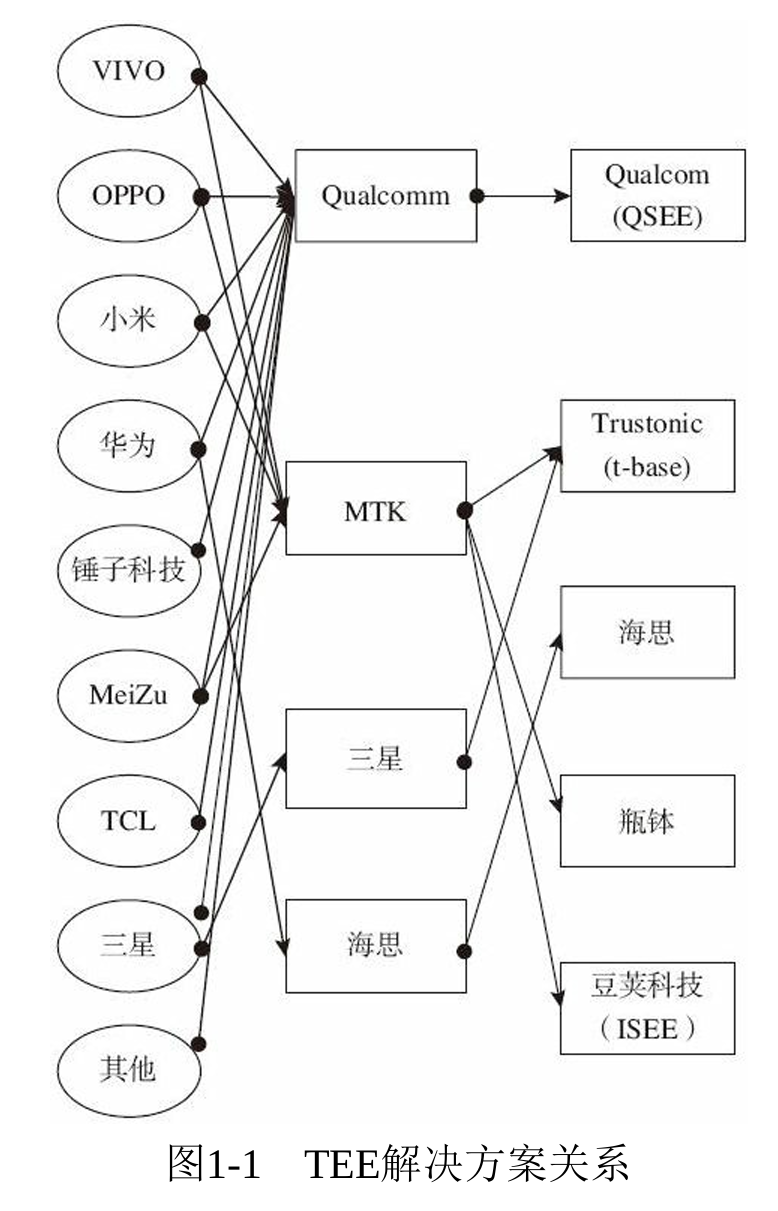 VIVO
OPPO
小米
华为
锤子科技
MeiZu
TCL
三星
其他
Qualcomm
MTK
三星
海思
Qualcom
(QSEE)
Trustonic
(t-base)
海思
瓶钵
豆荚科技
（ISEE）
图1-1 TEE解决方案关系